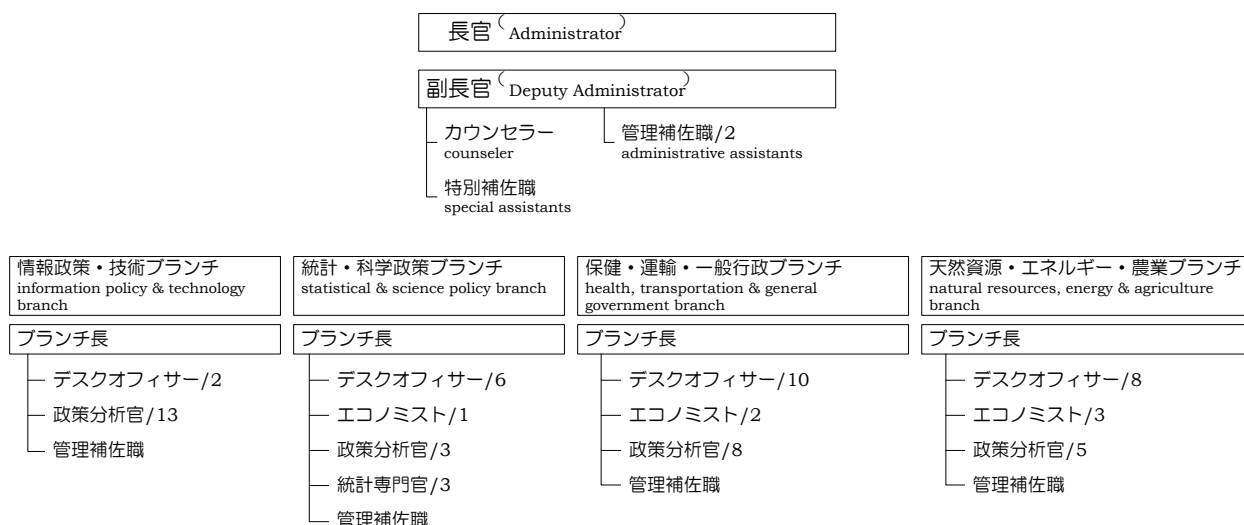 長官(Administrator)
副長官(Deputy Administrator)
カウンセラー
counseler
管理補佐職/2
administrative assistants
特別補佐職
special assistants
情報政策・技術ブランチ
information policy & technology
branch
統計・科学政策ブランチ
statistical & science policy branch
保健・運輸・一般行政ブランチ
health, transportation & general
government branch
天然資源・エネルギー・農業ブランチ
natural resources, energy & agriculture
branch
ブランチ長
デスクオフィサー/2
政策分析官/13
管理補佐職
ブランチ長
デスクオフィサー/6
エコノミスト/1
政策分析官/3
統計専門官/3
管理補佐職
ブランチ長
デスクオフィサー/10
エコノミスト/2
政策分析官/8
管理補佐職
ブランチ長
デスクオフィサー/8
エコノミスト/3
政策分析官/5
管理補佐職